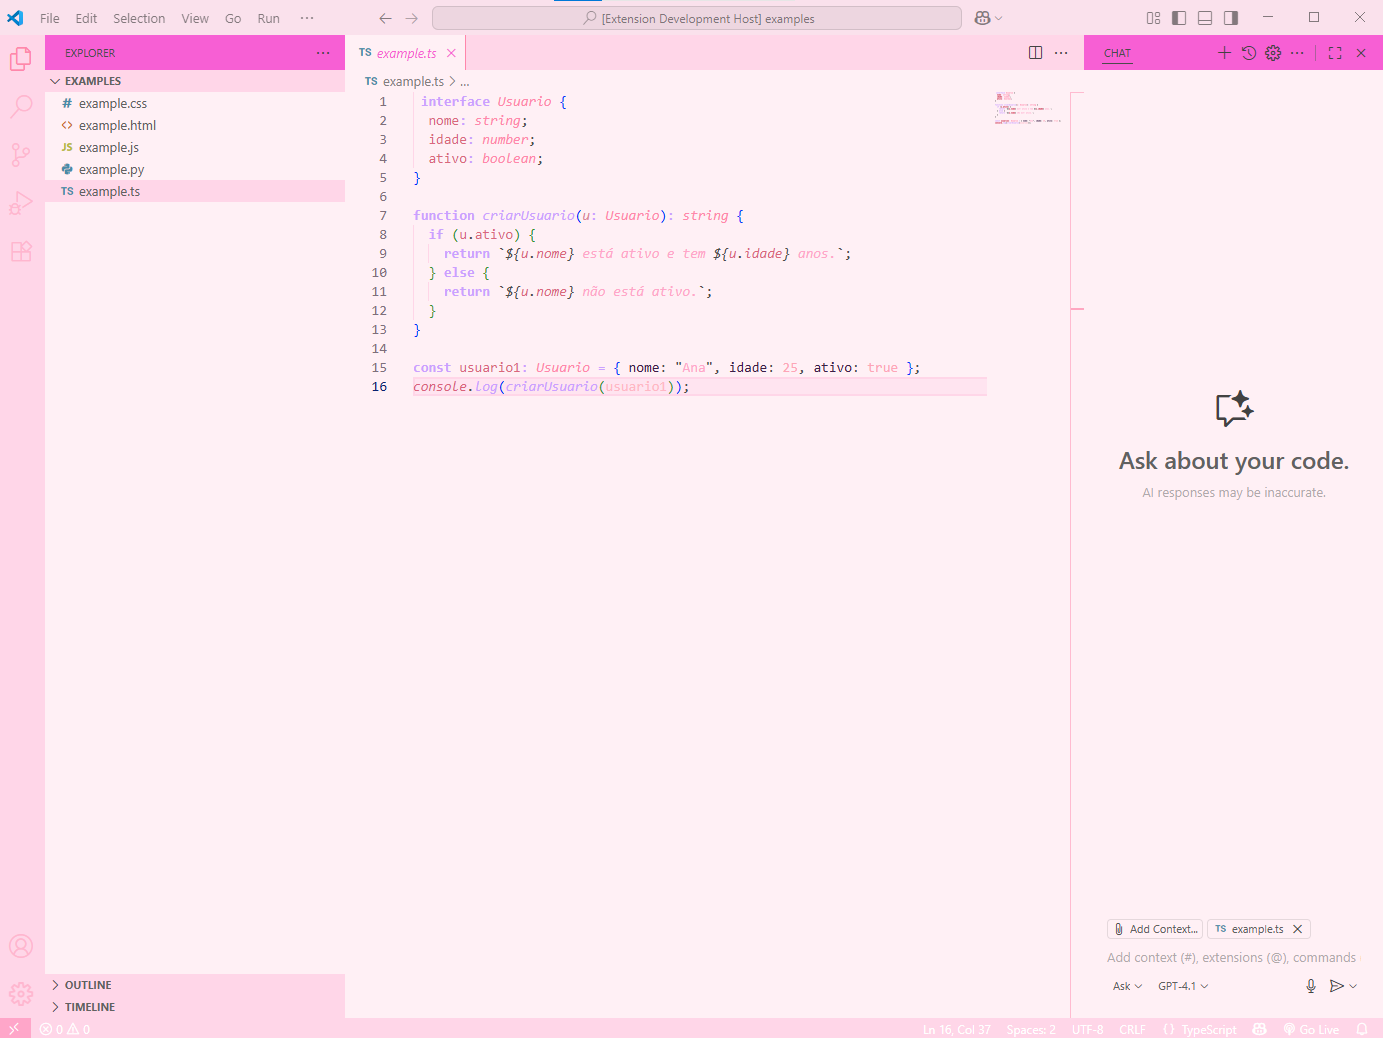 File Edit Selection View Go Run ···
[Extension Development Host] examples
EXPLORER
EXAMPLES
# example.css
<> example.html
JS example.js
example.py
TS example.ts
OUTLINE
TIMELINE
TS example.ts
TS example.ts > ...
1 interface Usuario {
2 nome: string;
3 idade: number;
4 ativo: boolean;
5 }
6
7 function criarUsuario(u: Usuario): string {
8 if (u.ativo) {
9 return `${u.nome} está ativo e tem ${u.idade} anos.`;
10 } else {
11 return `${u.nome} não está ativo.`;
12 }
13 }
14
15 const usuario1: Usuario = { nome: "Ana", idade: 25, ativo: true };
16 console.log(criarUsuario(usuario1));
CHAT
Ask about your code.
AI responses may be inaccurate.
Add Context...
TS example.ts
Add context (#), extensions (@), commands
Ask GPT-4.1
0 0
Ln 16, Col 37 Spaces: 2 UTF-8 CRLF {} TypeScript Go Live